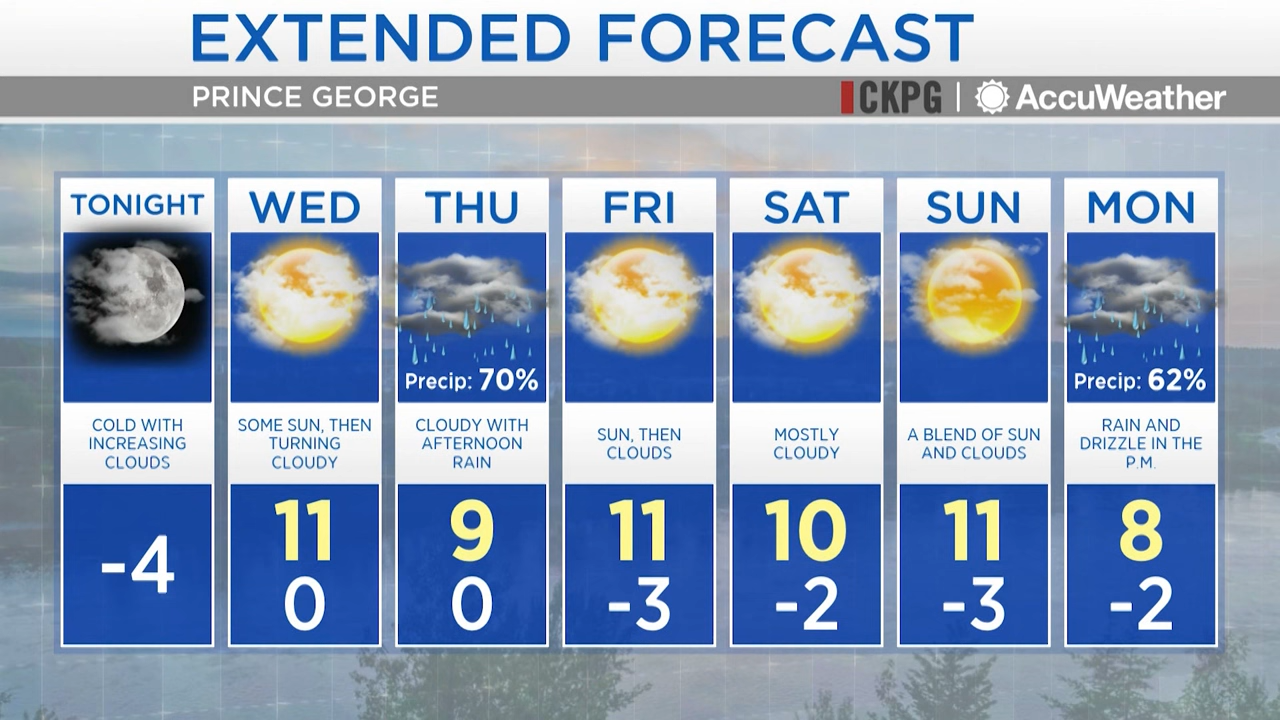 EXTENDED FORECAST
PRINCE GEORGE
CKPG | AccuWeather
TONIGHT
COLD WITH
INCREASING
CLOUDS
-4
WED
SOME SUN, THEN
TURNING
CLOUDY
11
0
THU
Precip: 70%
CLOUDY WITH
AFTERNOON
RAIN
9
0
FRI
SUN, THEN
CLOUDS
11
-3
SAT
MOSTLY
CLOUDY
10
-2
SUN
A BLEND OF SUN
AND CLOUDS
11
-3
MON
Precip: 62%
RAIN AND
DRIZZLE IN THE
P.M.
8
-2